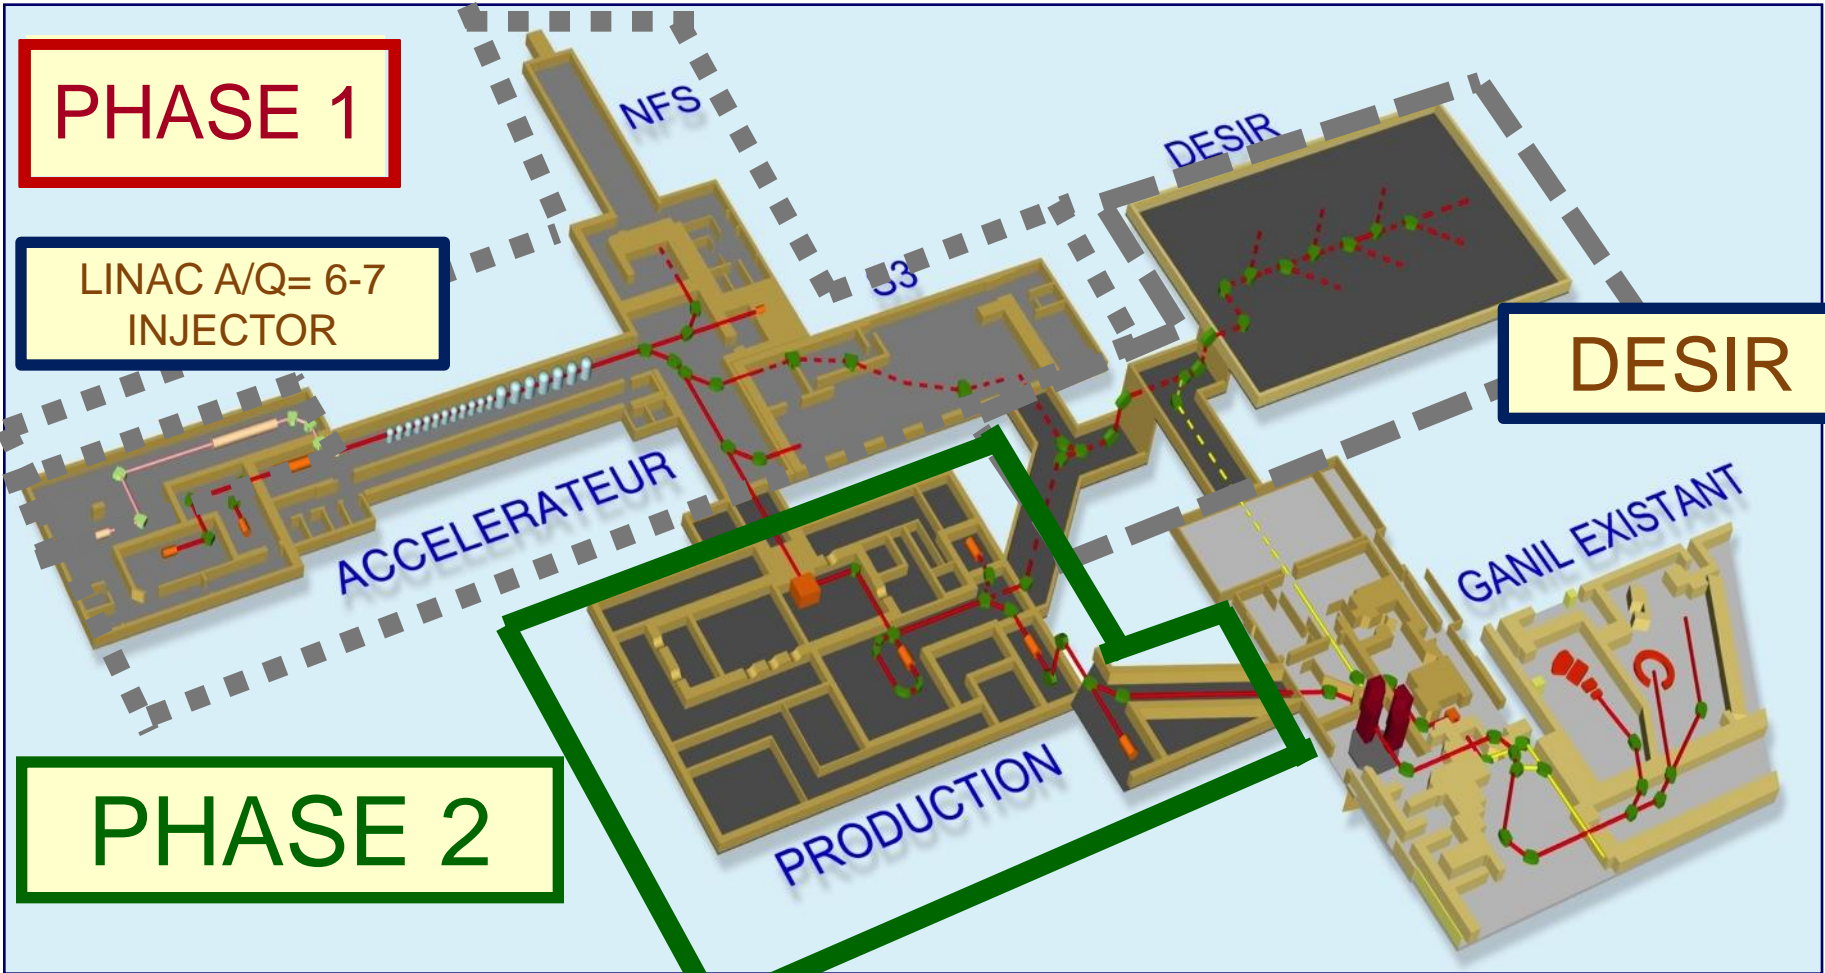 PHASE 1
NFS
DESIR
LINAC A/Q= 6-7
INJECTOR
S3
DESIR
ACCELERATEUR
GANIL EXISTANT
PRODUCTION
PHASE 2